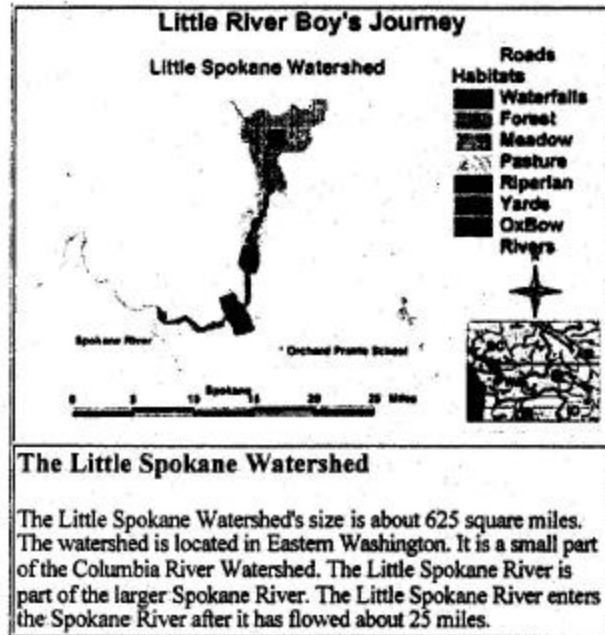 Little River Boy's Journey
Little Spokane Watershed
Roads
Habitats
Waterfalls
Forest
Meadow
Pasture
Riperian
Yards
OxBow
Rivers
Spokane River
Orchard Prairie School
Spokane
0 5 10 15 20 25 Miles
The Little Spokane Watershed
The Little Spokane Watershed's size is about 625 square miles.
The watershed is located in Eastern Washington. It is a small part
of the Columbia River Watershed. The Little Spokane River is
part of the larger Spokane River. The Little Spokane River enters
the Spokane River after it has flowed about 25 miles.